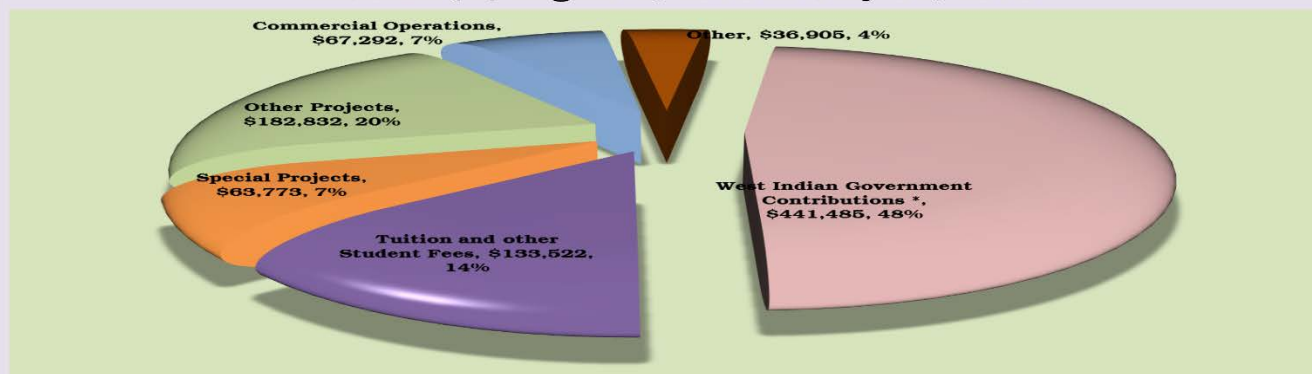 Commercial Operations,
$67,292, 7%
Other, $36,905, 4%
Other Projects,
$182,832, 20%
Special Projects,
$63,773, 7%
West Indian Government
Contributions *,
$441,485, 48%
Tuition and other
Student Fees, $133,522,
14%